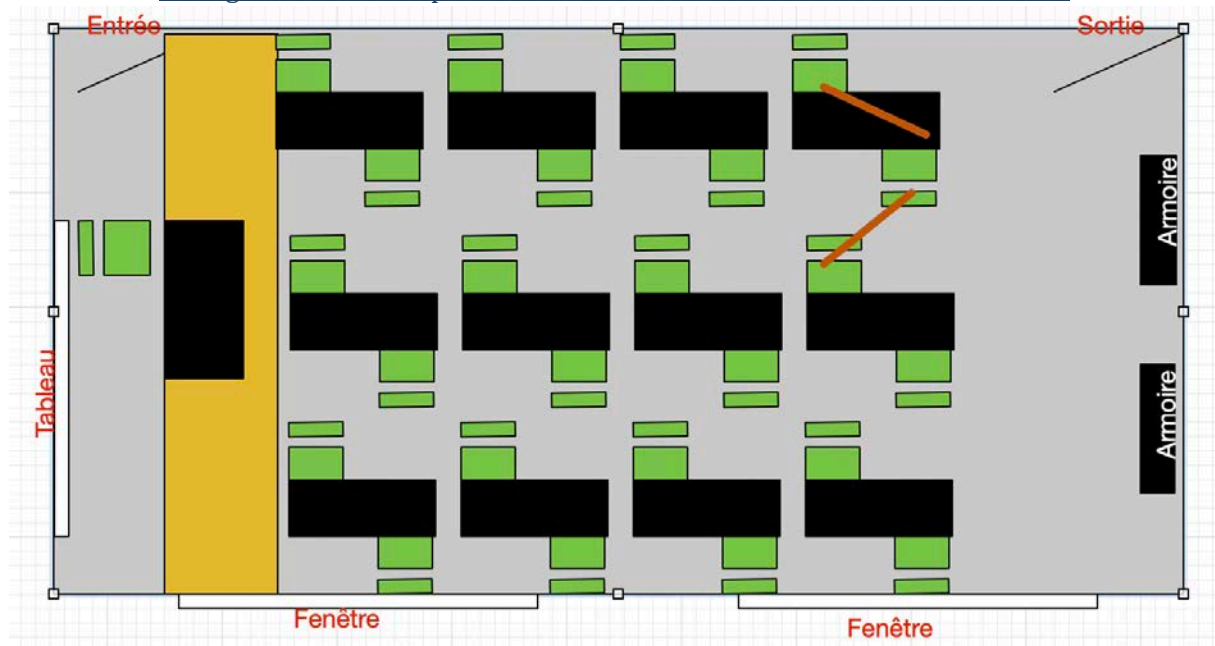 Entrée
Sortie
Armoire
Tableau
Armoire
Fenêtre
Fenêtre